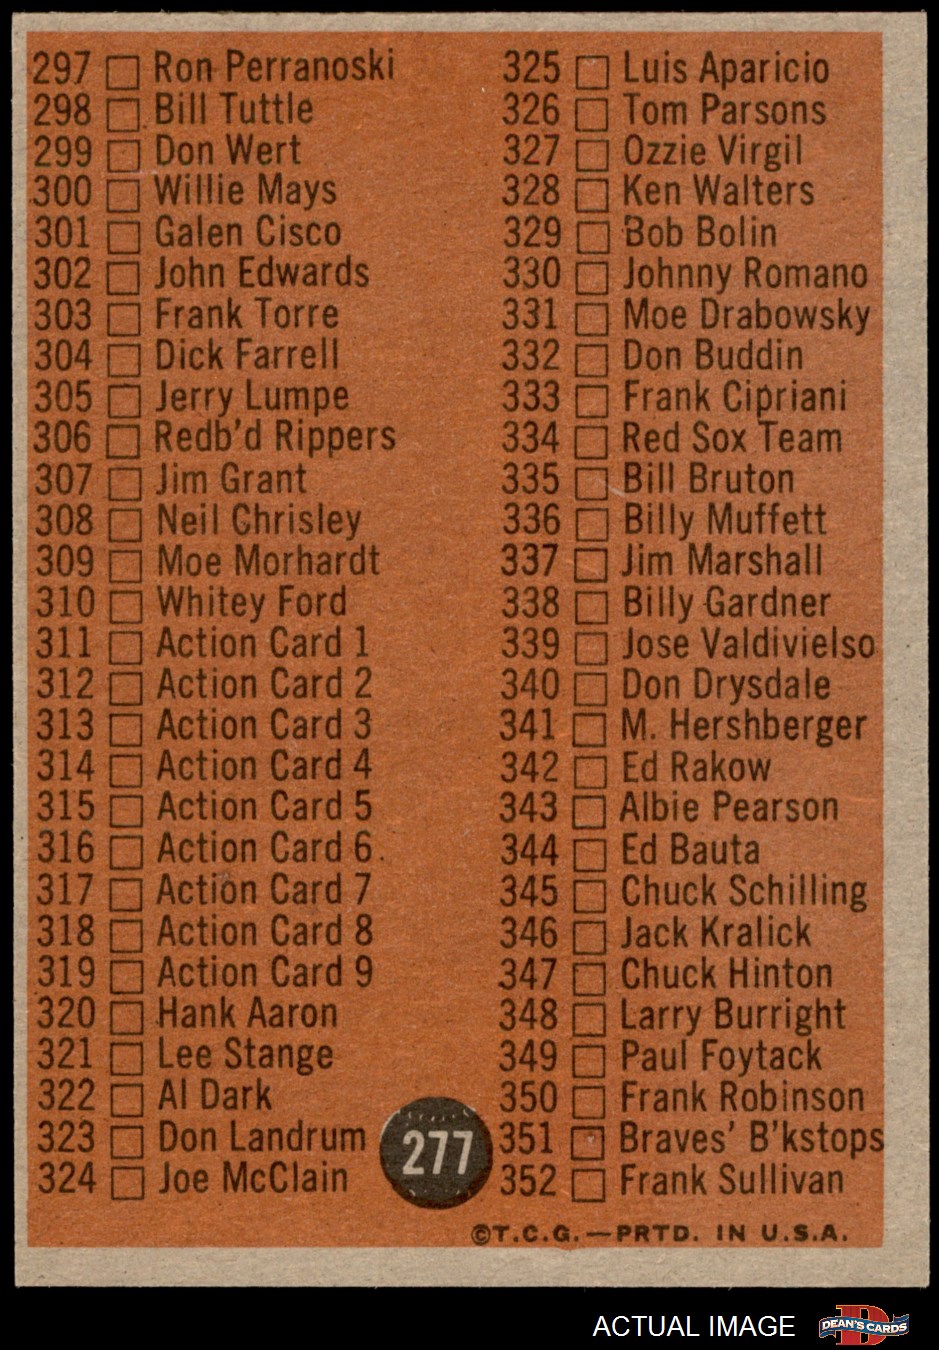 297 Ron Perranoski
298 Bill Tuttle
299 Don Wert
300 Willie Mays
301 Galen Cisco
302 John Edwards
303 Frank Torre
304 Dick Farrell
305 Jerry Lumpe
306 Redb'd Rippers
307 Jim Grant
308 Neil Chrisley
309 Moe Morhardt
310 Whitey Ford
311 Action Card 1
312 Action Card 2
313 Action Card 3
314 Action Card 4
315 Action Card 5
316 Action Card 6
317 Action Card 7
318 Action Card 8
319 Action Card 9
320 Hank Aaron
321 Lee Stange
322 Al Dark
323 Don Landrum
324 Joe McClain
277
325 Luis Aparicio
326 Tom Parsons
327 Ozzie Virgil
328 Ken Walters
329 Bob Bolin
330 Johnny Romano
331 Moe Drabowsky
332 Don Buddin
333 Frank Cipriani
334 Red Sox Team
335 Bill Bruton
336 Billy Muffett
337 Jim Marshall
338 Billy Gardner
339 Jose Valdivielso
340 Don Drysdale
341 M. Hershberger
342 Ed Rakow
343 Albie Pearson
344 Ed Bauta
345 Chuck Schilling
346 Jack Kralick
347 Chuck Hinton
348 Larry Burright
349 Paul Foytack
350 Frank Robinson
351 Braves' B'kstops
352 Frank Sullivan
©T.C.G.—PRTD. IN U.S.A.
ACTUAL IMAGE
D
DEAN'S CARDS